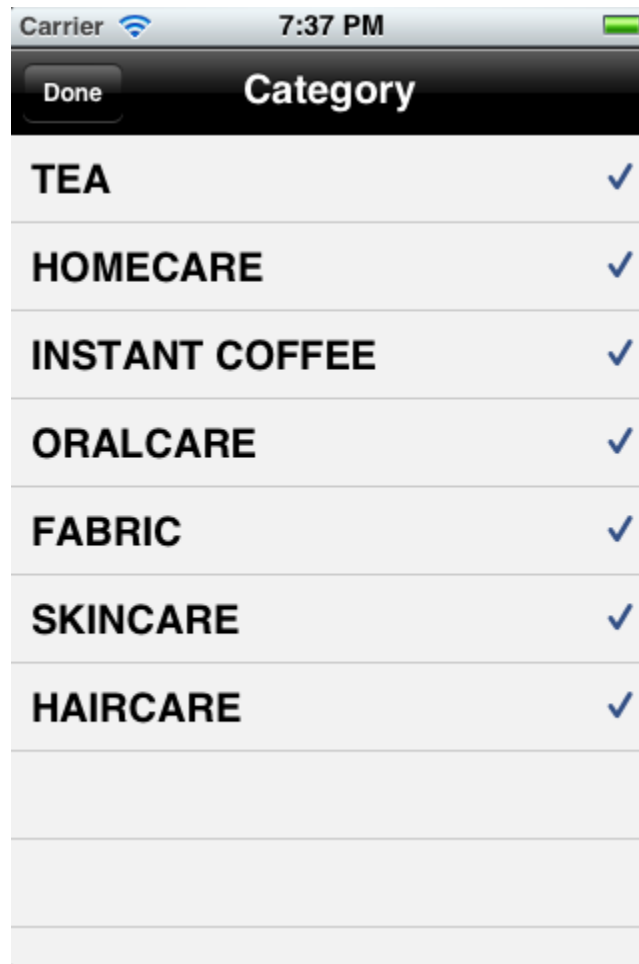 Carrier 7:37 PM
Done Category
TEA
HOMECARE
INSTANT COFFEE
ORALCARE
FABRIC
SKINCARE
HAIRCARE